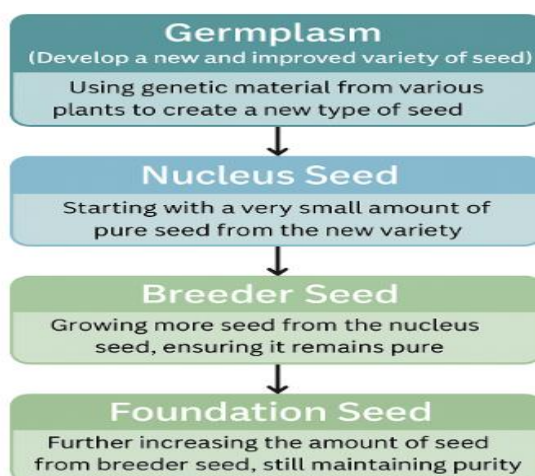 Germplasm
(Develop a new and improved variety of seed)
Using genetic material from various
plants to create a new type of seed
Nucleus Seed
Starting with a very small amount of
pure seed from the new variety
Breeder Seed
Growing more seed from the nucleus
seed, ensuring it remains pure
Foundation Seed
Further increasing the amount of seed
from breeder seed, still maintaining purity